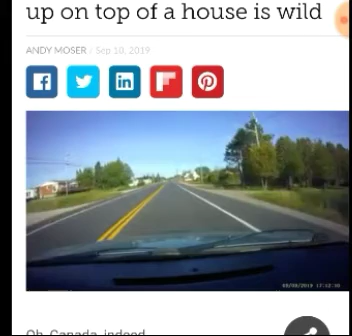 up on top of a house is wild
ANDY MOSER / Sep 10, 2019
Oh, Canada, indeed